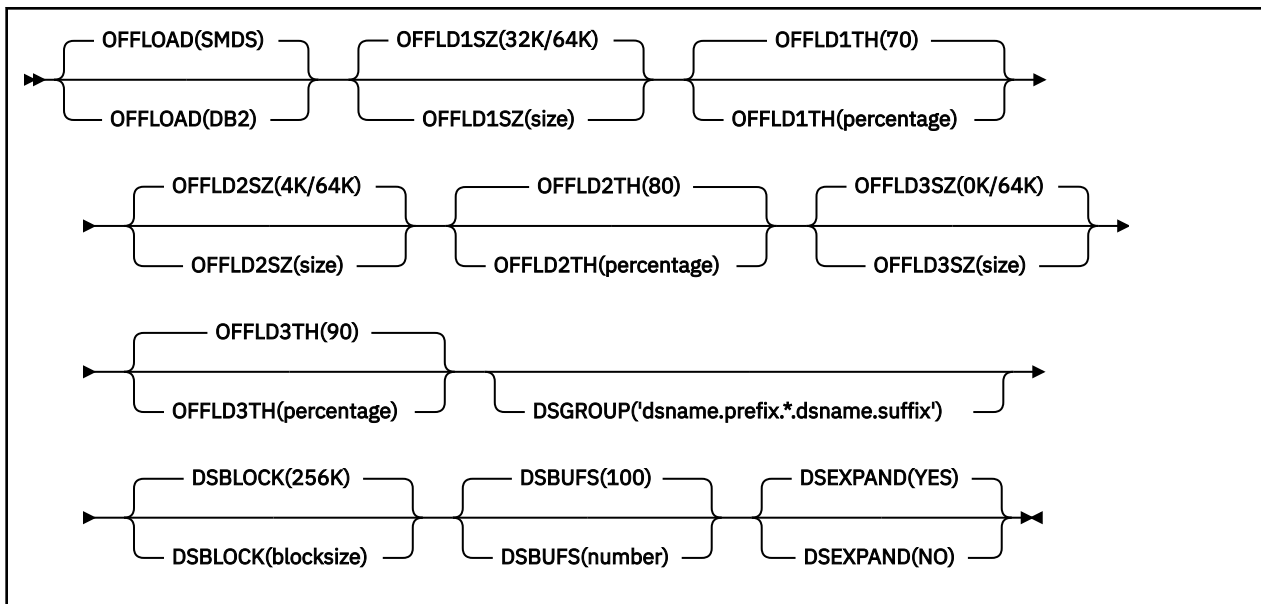 OFFLOAD(SMDS) OFFLD1SZ(32K/64K) OFFLD1TH(70)
OFFLOAD(DB2) OFFLD1SZ(size) OFFLD1TH(percentage)
OFFLD2SZ(4K/64K) OFFLD2TH(80) OFFLD3SZ(0K/64K)
OFFLD2SZ(size) OFFLD2TH(percentage) OFFLD3SZ(size)
OFFLD3TH(90)
OFFLD3TH(percentage) DSGROUP('dsname.prefix.*.dsname.suffix')
DSBLOCK(256K) DSBUFS(100) DSEXPAND(YES)
DSBLOCK(blocksize) DSBUFS(number) DSEXPAND(NO)